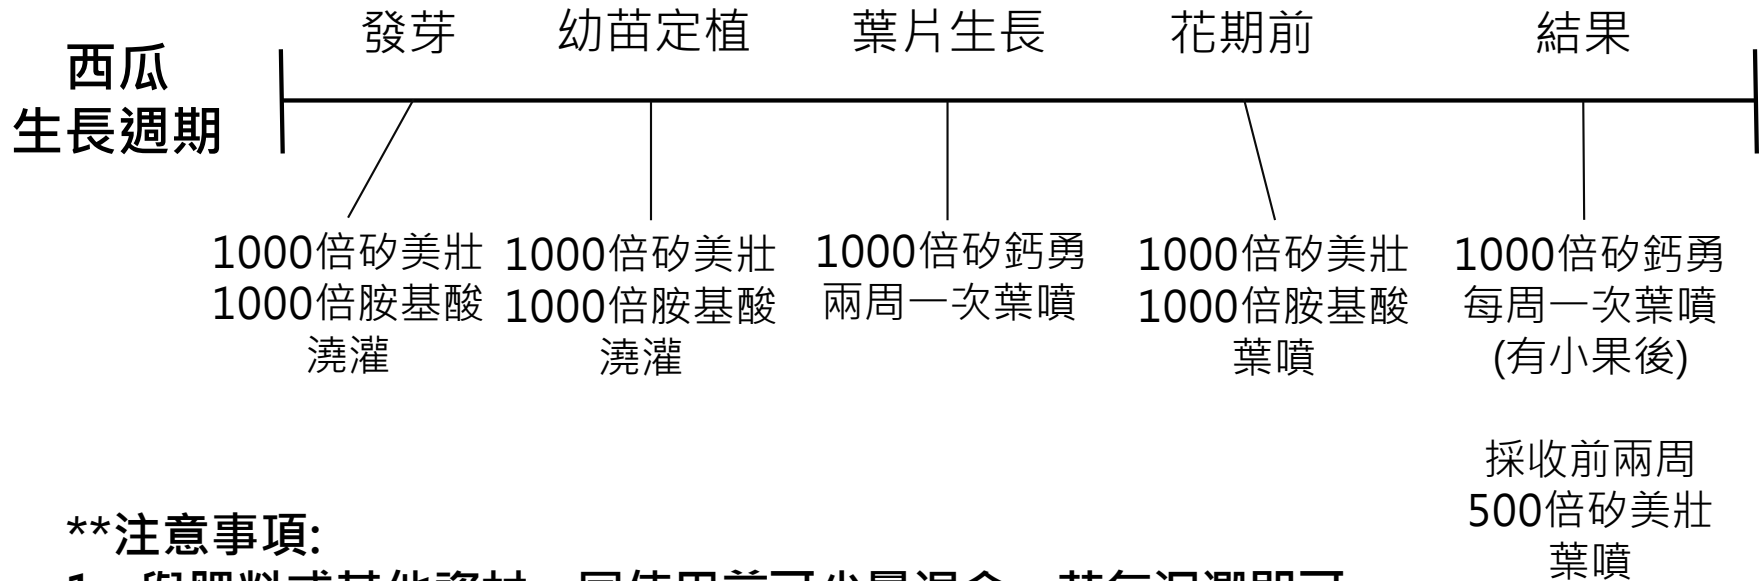 發芽
幼苗定植
葉片生長
花期前
結果
西瓜
生長週期
1000倍矽美壯
1000倍胺基酸
澆灌
1000倍矽美壯
1000倍胺基酸
澆灌
1000倍矽鈣勇
兩周一次葉噴
1000倍矽美壯
1000倍胺基酸
葉噴
1000倍矽鈣勇
每周一次葉噴
(有小果後)
採收前兩周
500倍矽美壯
葉噴
**注意事項: